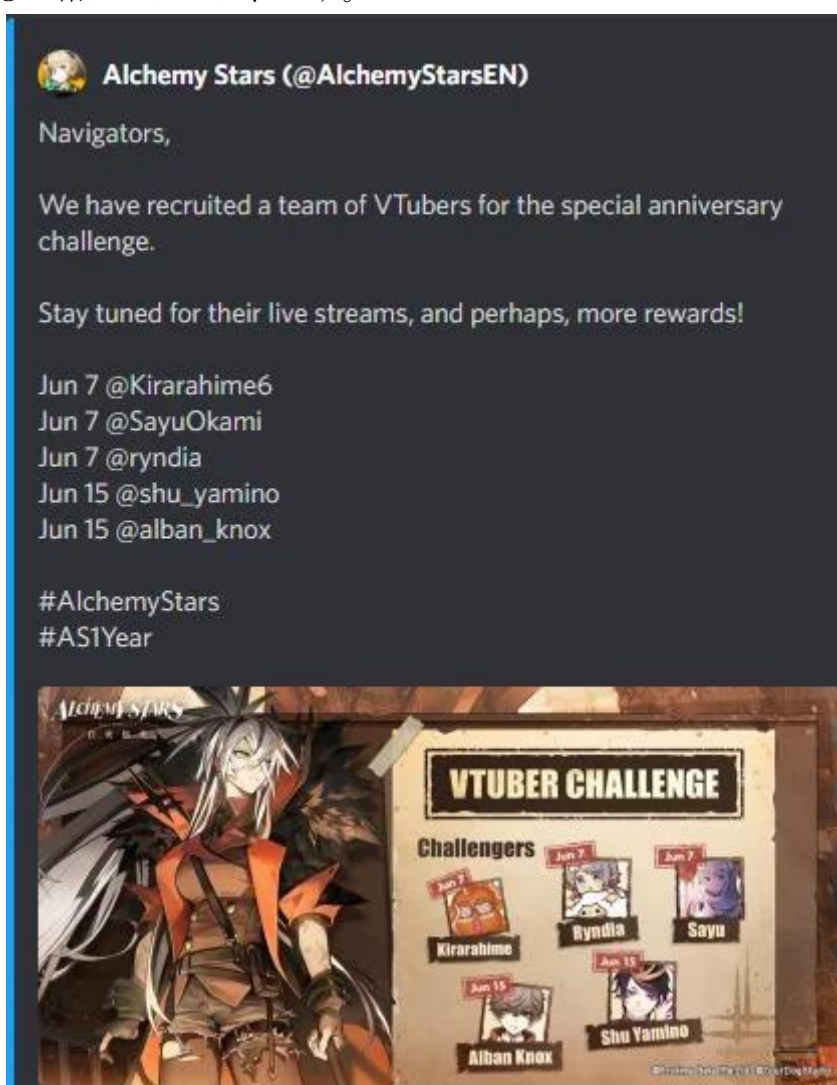 Alchemy Stars (@AlchemyStarsEN)
Navigators,
We have recruited a team of VTubers for the special anniversary
challenge.
Stay tuned for their live streams, and perhaps, more rewards!
Jun 7 @Kirarahime6
Jun 7 @SayuOkami
Jun 7 @ryndia
Jun 15 @shu_yamino
Jun 15 @alban_knox
#AlchemyStars
#AS1Year
ALCHEMY STARS
VTUBER CHALLENGE
Challengers
Jun 7
Kirarahime
Jun 7
Ryndia
Jun 7
Sayu
Jun 15
Alban Knox
Jun 15
Shu Yamino